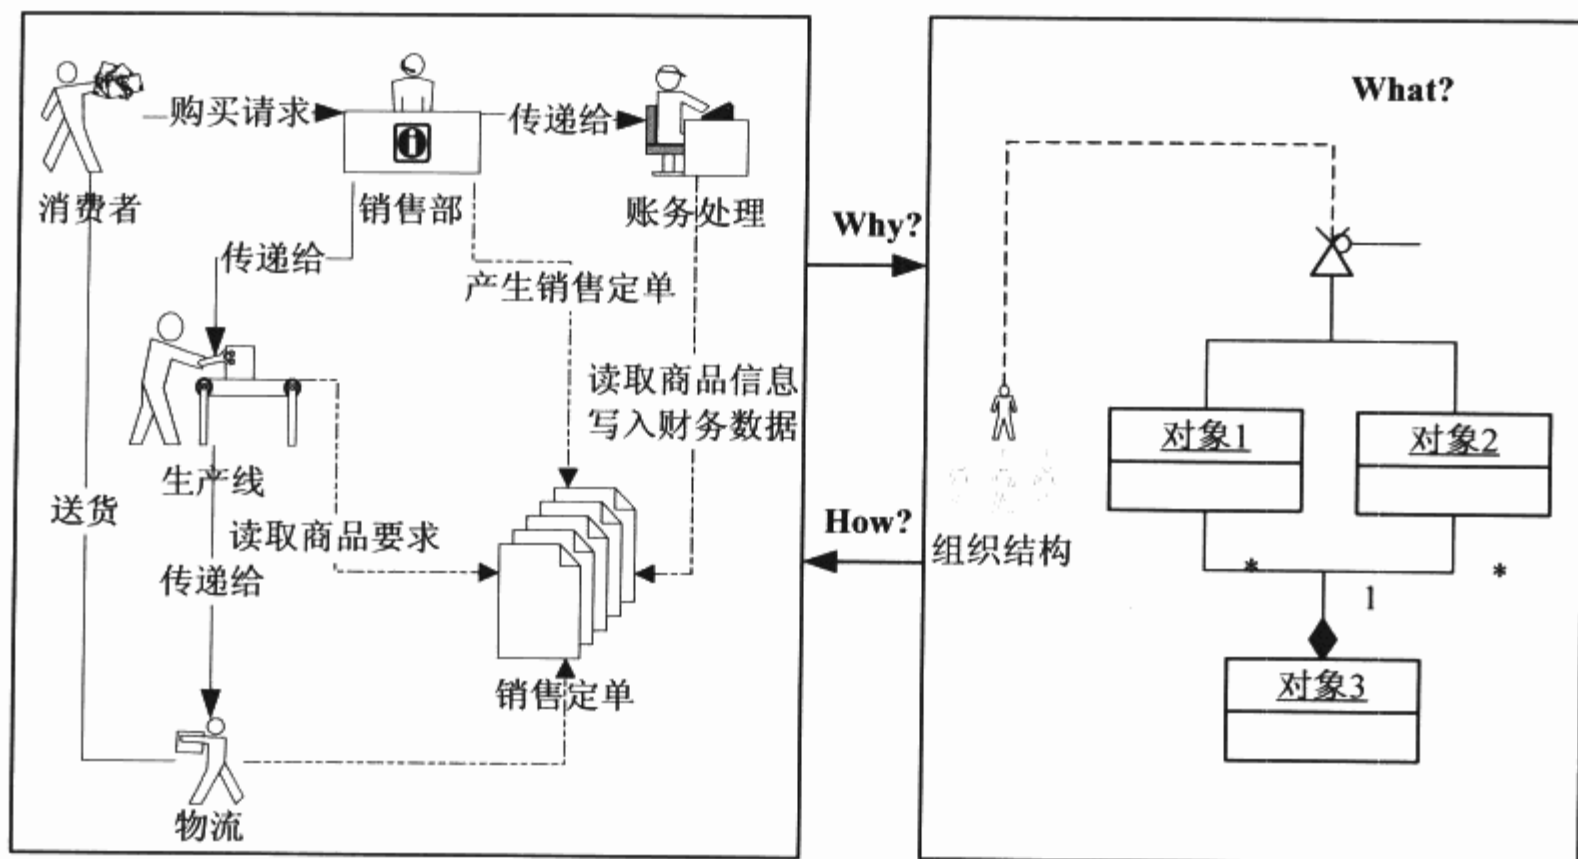 What?
购买请求
传递给
消费者
销售部
账务处理
Why?
传递给
产生销售定单
读取商品信息
写入财务数据
对象1
对象2
生产线
送货
How?
读取商品要求
组织结构
传递给
*
*
1
销售定单
对象3
物流